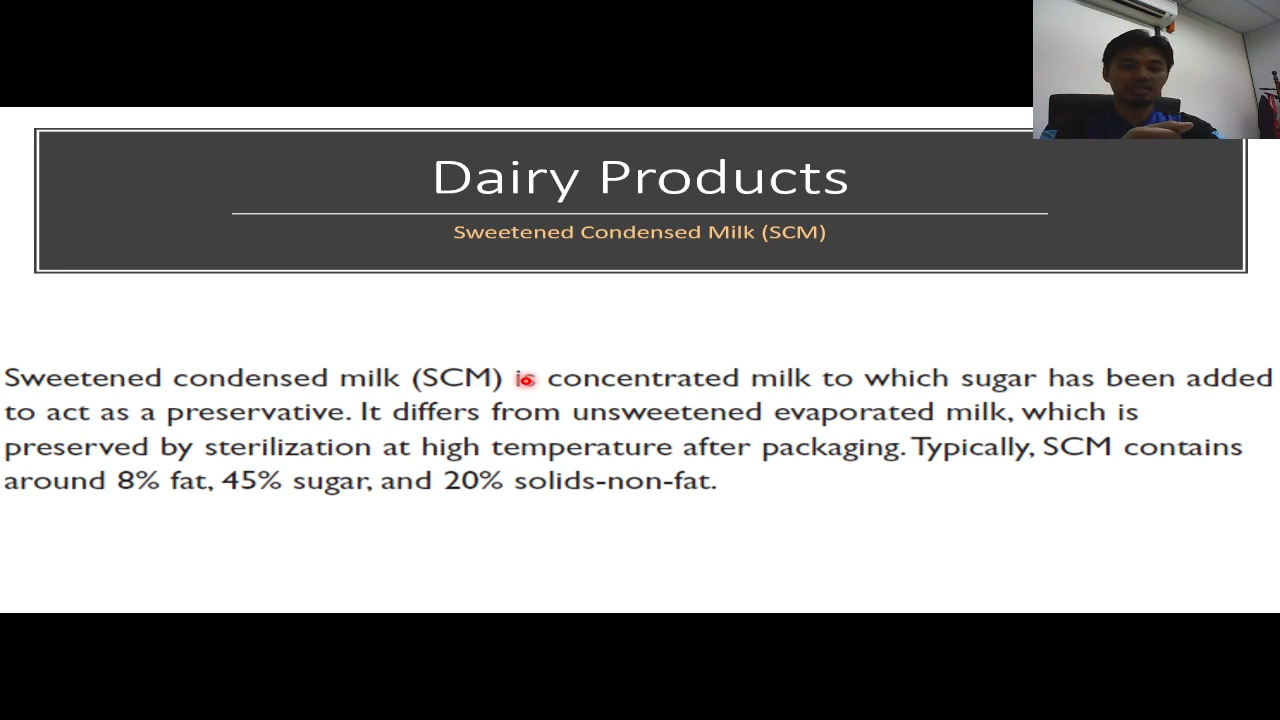 Dairy Products
Sweetened Condensed Milk (SCM)
Sweetened condensed milk (SCM) is concentrated milk to which sugar has been added
to act as a preservative. It differs from unsweetened evaporated milk, which is
preserved by sterilization at high temperature after packaging. Typically, SCM contains
around 8% fat, 45% sugar, and 20% solids-non-fat.